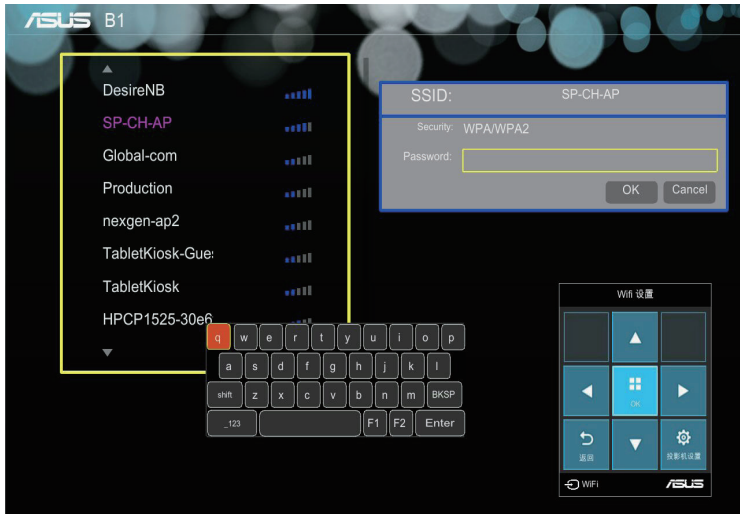 ASUS B1
DesireNB
SP-CH-AP
Global-com
Production
nexgen-ap2
TabletKiosk-Gue
TabletKiosk
HPCP1525-30e6
SSID: SP-CH-AP
Security: WPA/WPA2
Password:
OK Cancel
q w e r t y u i o p
a s d f g h j k l
shift z x c v b n m BKSP
_123 F1 F2 Enter
Wifi 设置
OK
返回 投影机设置
WiFi ASUS